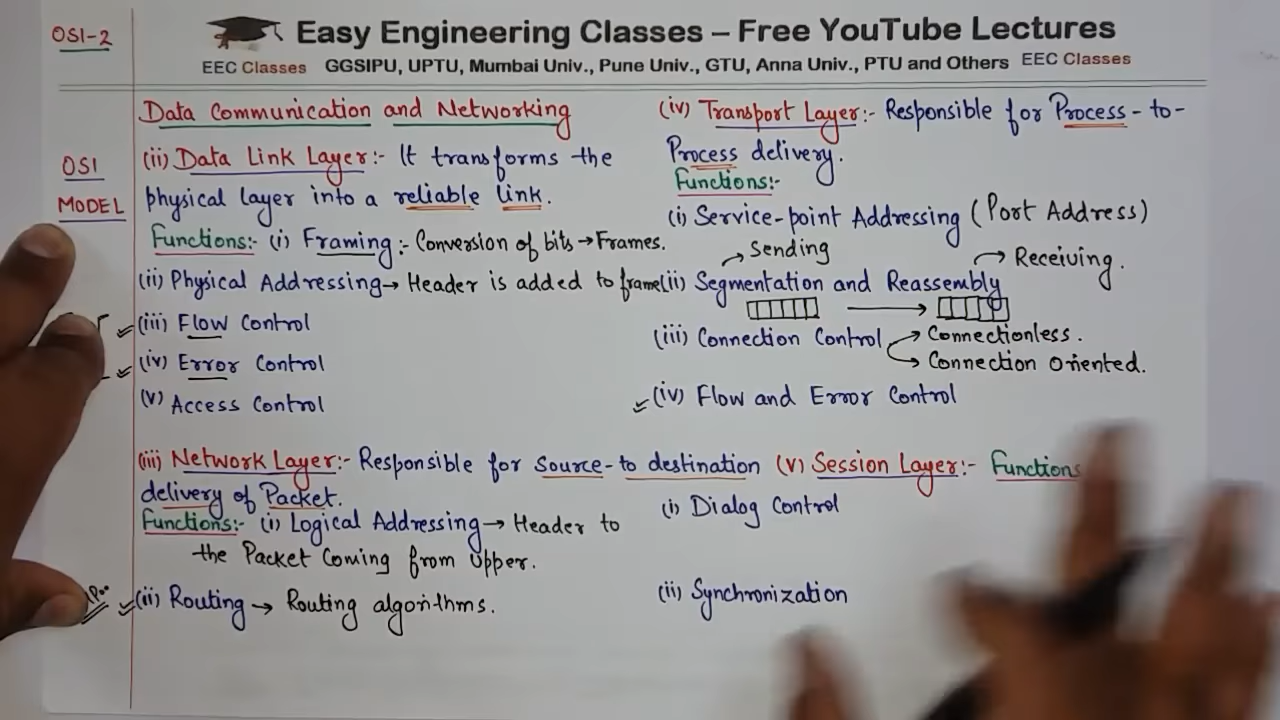 OSI-2
Easy Engineering Classes – Free YouTube Lectures
EEC Classes GGSIPU, UPTU, Mumbai Univ., Pune Univ., GTU, Anna Univ., PTU and Others EEC Classes
OSI
MODEL
Data Communication and Networking
(ii) Data Link Layer:- It transforms the
physical layer into a reliable link.
Functions:- (i) Framing:- Conversion of bits → Frames.
(ii) Physical Addressing → Header is added to frame
(iii) Flow Control
(iv) Error Control
(v) Access Control
(iii) Network Layer:- Responsible for Source-to destination
delivery of Packet.
Functions:- (i) Logical Addressing → Header to
the Packet Coming from Upper.
(ii) Routing → Routing algorithms.
(iv) Transport Layer:- Responsible for Process-to-
Process delivery.
Functions:-
(i) Service-point Addressing (Port Address)
Sending
Receiving.
(ii) Segmentation and Reassembly
(iii) Connection Control
Connectionless.
Connection Oriented.
(iv) Flow and Error Control
(v) Session Layer:- Functions
(i) Dialog Control
(ii) Synchronization